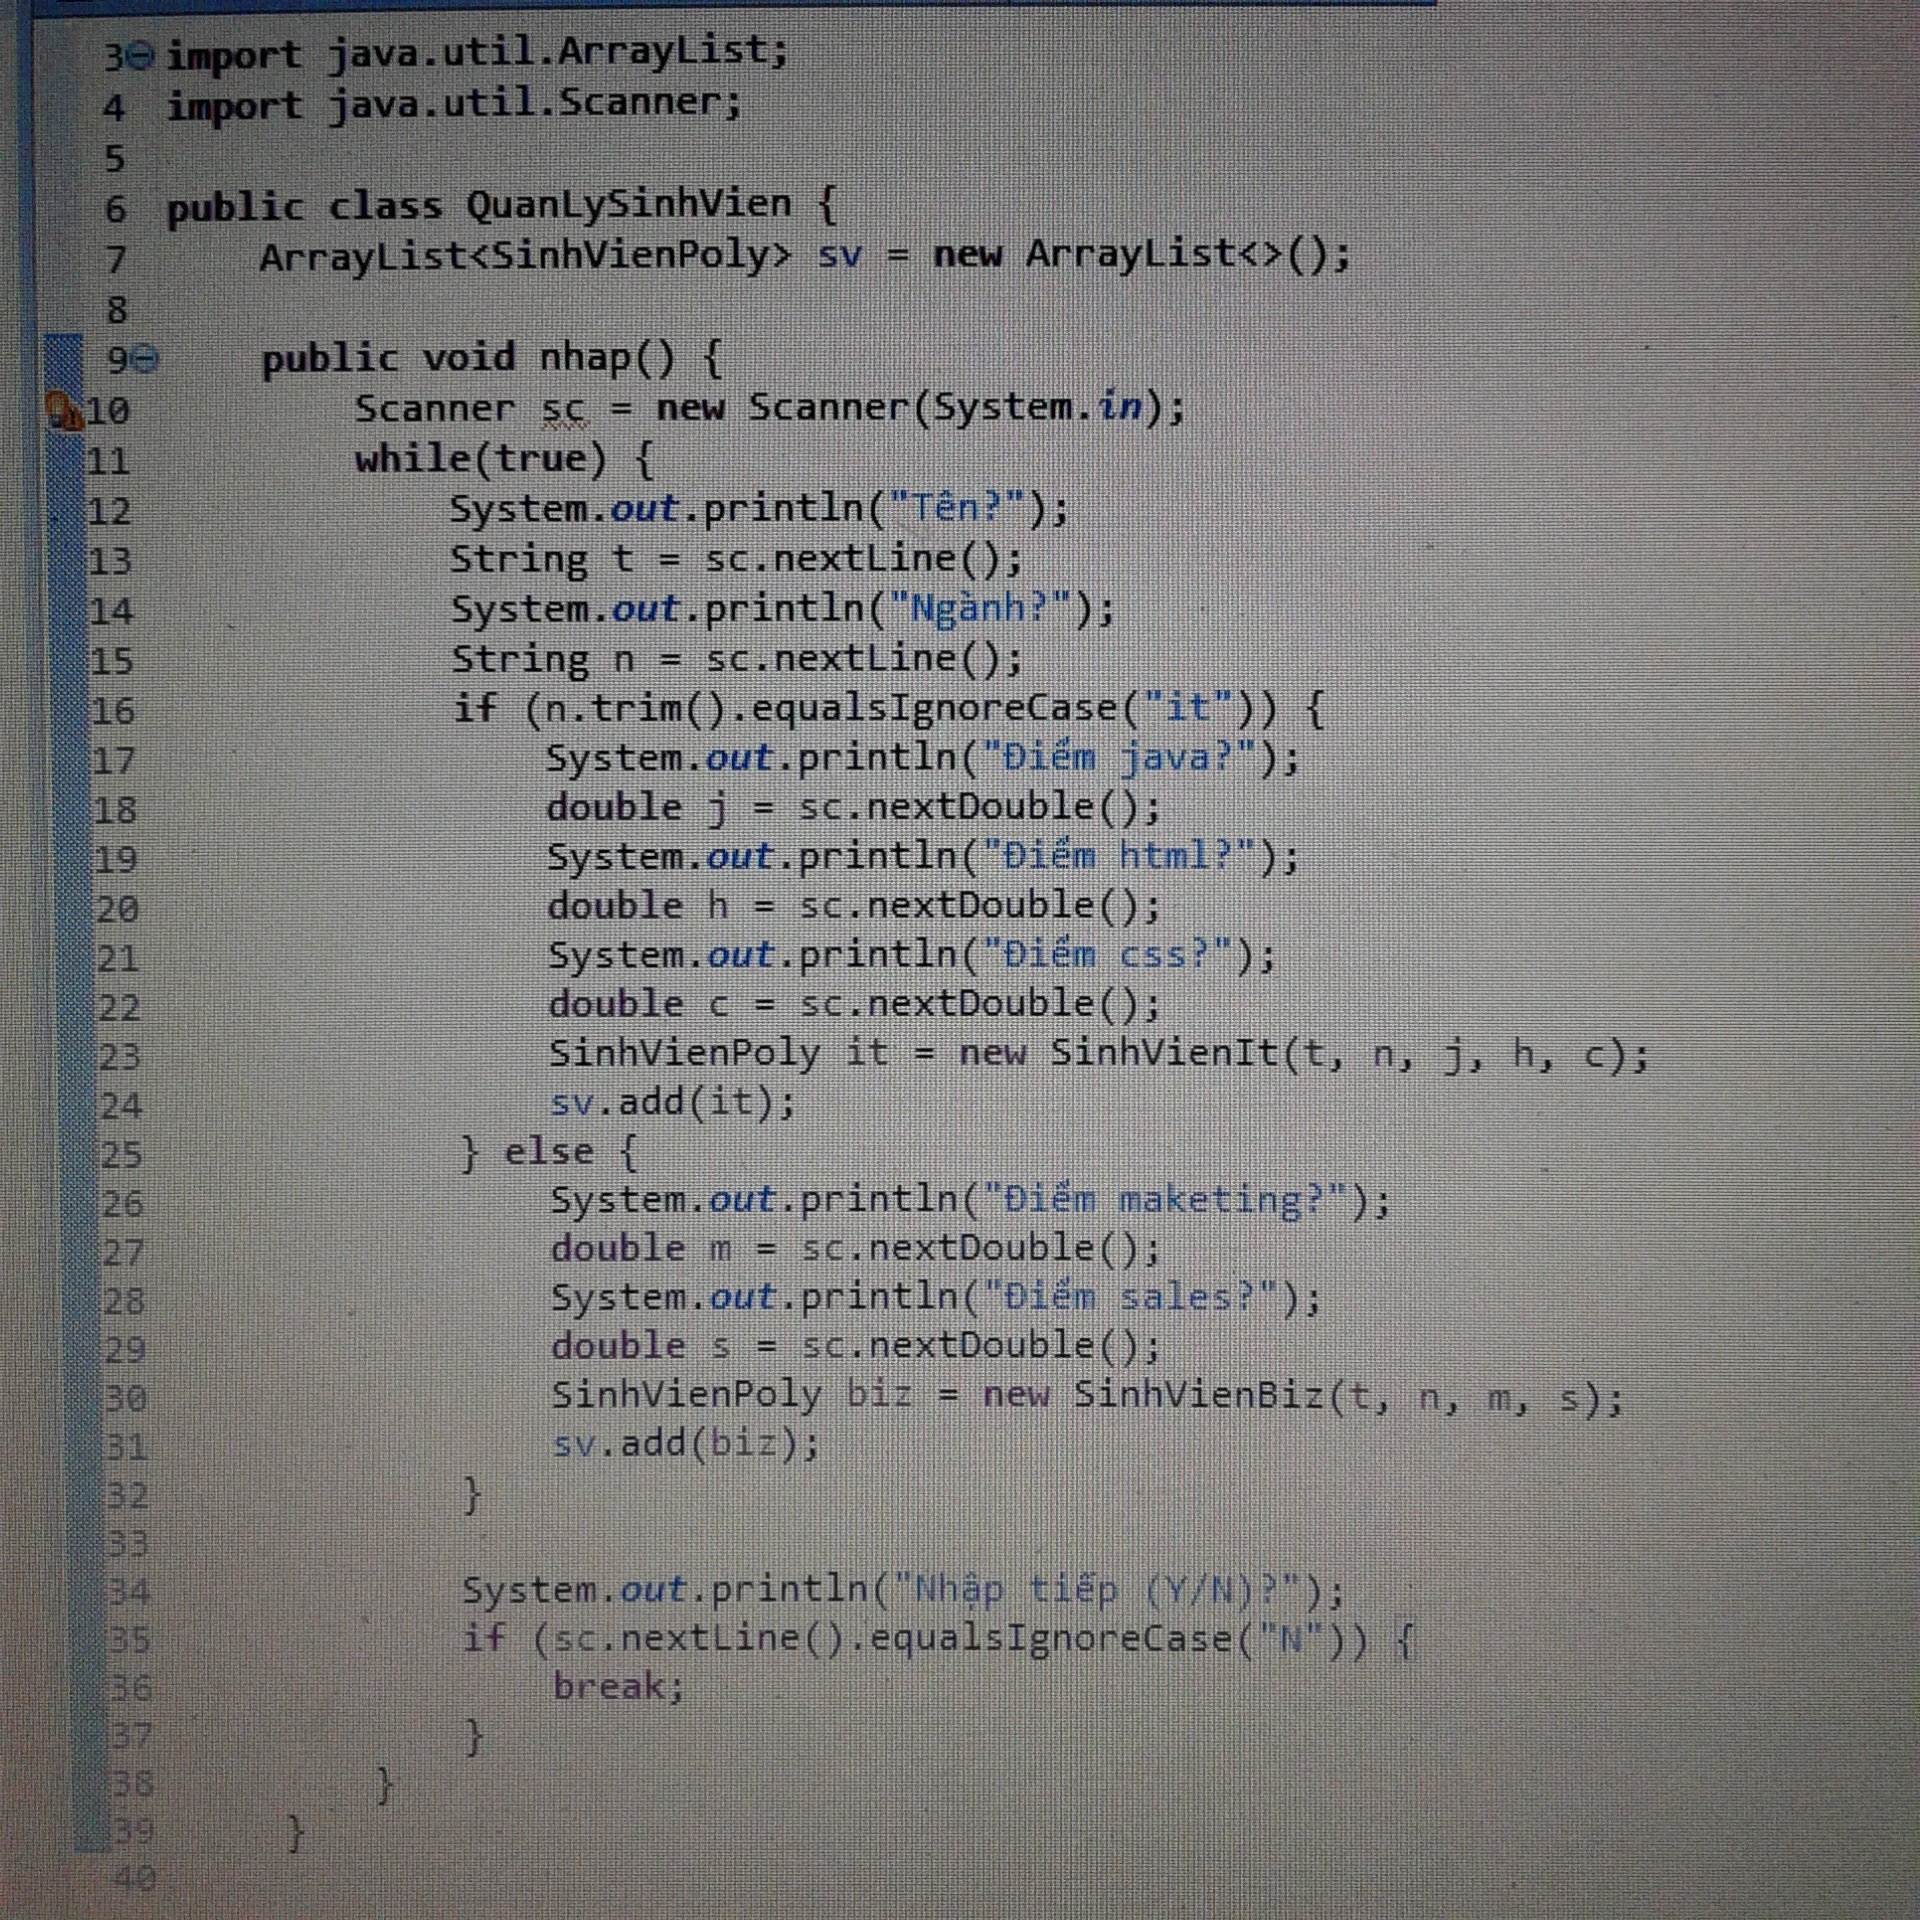 3 import java.util.ArrayList;
4 import java.util.Scanner;
5
6 public class QuanLySinhVien {
7     ArrayList<SinhVienPoly> sv = new ArrayList<>();
8
9     public void nhap() {
10         Scanner sc = new Scanner(System.in);
11         while(true) {
12             System.out.println("Tên?");
13             String t = sc.nextLine();
14             System.out.println("Ngành?");
15             String n = sc.nextLine();
16             if (n.trim().equalsIgnoreCase("it")) {
17                 System.out.println("Điểm java?");
18                 double j = sc.nextDouble();
19                 System.out.println("Điểm html?");
20                 double h = sc.nextDouble();
21                 System.out.println("Điểm css?");
22                 double c = sc.nextDouble();
23                 SinhVienPoly it = new SinhVienIt(t, n, j, h, c);
24                 sv.add(it);
25             } else {
26                 System.out.println("Điểm maketing?");
27                 double m = sc.nextDouble();
28                 System.out.println("Điểm sales?");
29                 double s = sc.nextDouble();
30                 SinhVienPoly biz = new SinhVienBiz(t, n, m, s);
31                 sv.add(biz);
32             }
33
34             System.out.println("Nhập tiếp (Y/N)?");
35             if (sc.nextLine().equalsIgnoreCase("N")) {
36                 break;
37             }
38         }
39     }
40